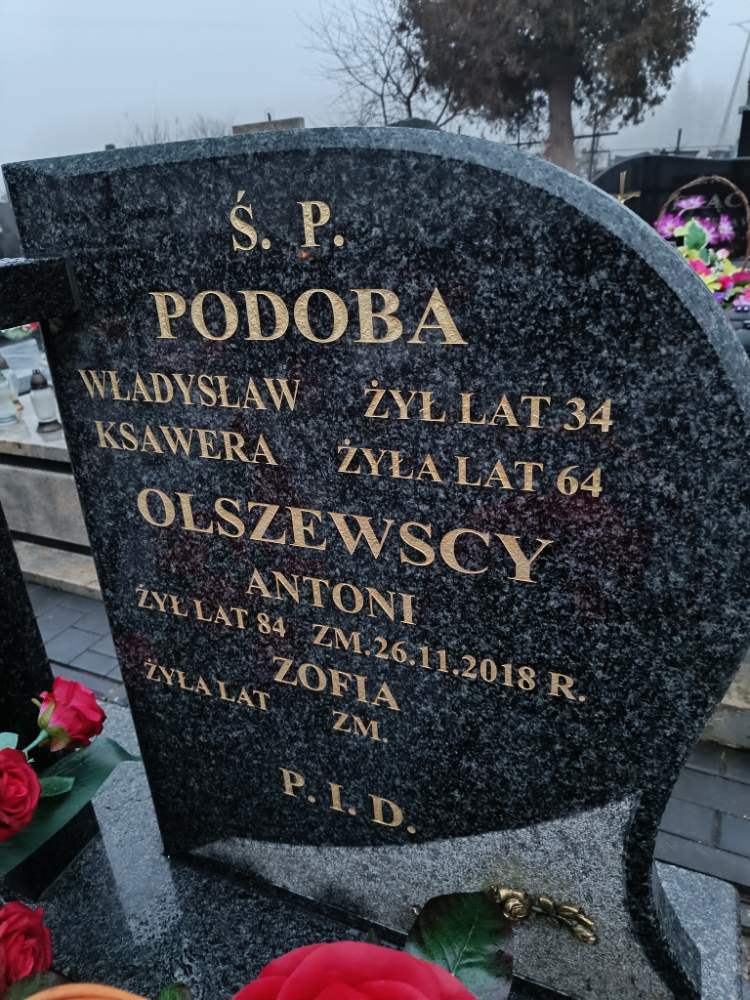 Ś. P.
PODOBA
WŁADYSŁAW ŻYŁ LAT 34
KSAWERA ŻYŁA LAT 64
OLSZEWSCY
ANTONI
ŻYŁ LAT 84 ZM.26.11.2018 R.
ZOFIA
ŻYŁA LAT ZM.
P. I. D.